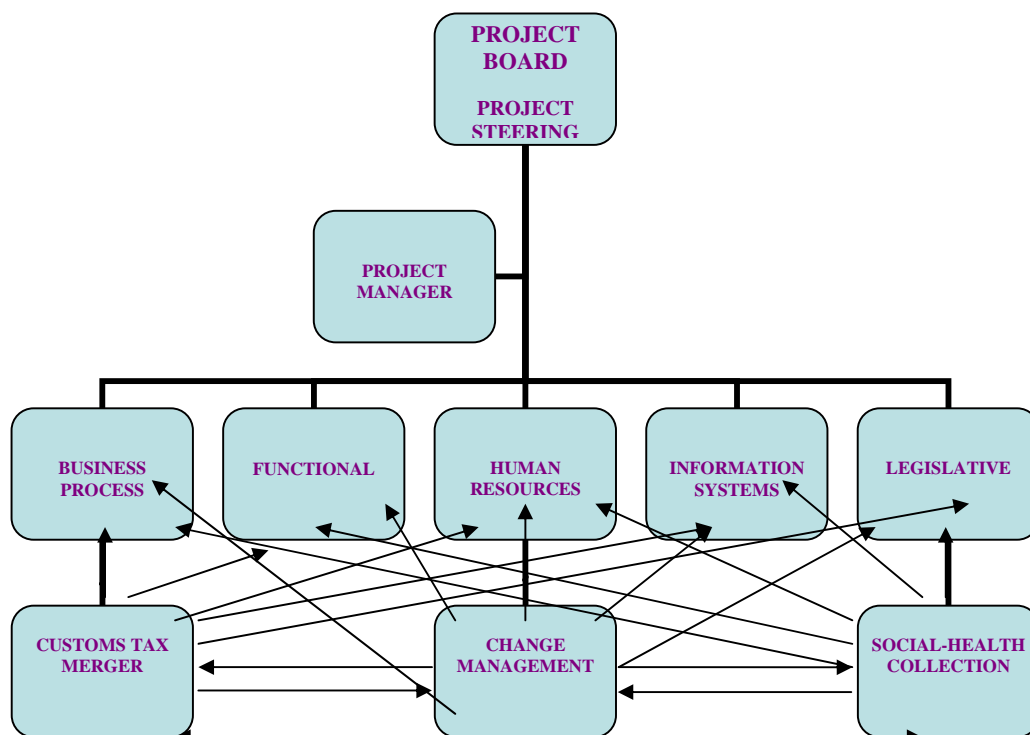 PROJECT
BOARD
PROJECT
STEERING
PROJECT
MANAGER
BUSINESS
PROCESS
FUNCTIONAL
HUMAN
RESOURCES
INFORMATION
SYSTEMS
LEGISLATIVE
CUSTOMS TAX
MERGER
CHANGE
MANAGEMENT
SOCIAL-HEALTH
COLLECTION